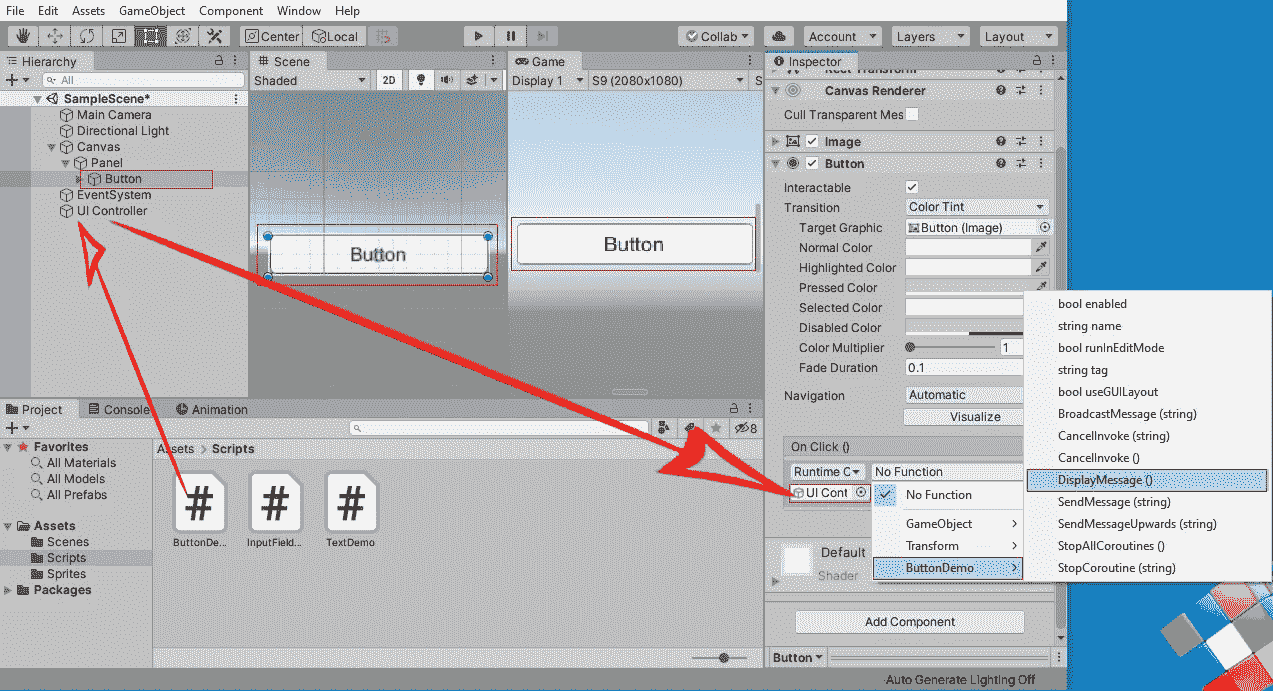 File Edit Assets GameObject Component Window Help
Center Local Collab Account Layers Layout
Hierarchy
All
SampleScene*
Main Camera
Directional Light
Canvas
Panel
Button
EventSystem
UI Controller
Scene
Shaded 2D
Button
Game
Display 1 S9 (2080x1080) S
Button
Inspector
Rect Transform
Canvas Renderer
Cull Transparent Mes
Image
Button
Interactable
Transition Color Tint
Target Graphic Button (Image)
Normal Color
Highlighted Color
Pressed Color
Selected Color
Disabled Color
Color Multiplier 1
Fade Duration 0.1
Navigation Automatic
Visualize
On Click ()
Runtime C No Function
UI Cont
No Function
GameObject
Transform
ButtonDemo
bool enabled
string name
bool runInEditMode
string tag
bool useGUILayout
BroadcastMessage (string)
CancelInvoke (string)
CancelInvoke ()
DisplayMessage ()
SendMessage (string)
SendMessageUpwards (string)
StopAllCoroutines ()
StopCoroutine (string)
Default
Shader
Add Component
Button
Project Console Animation
8
Favorites
All Materials
All Models
All Prefabs
Assets
Scenes
Scripts
Sprites
Packages
Assets > Scripts
# # #
ButtonDe... InputField... TextDemo
Auto Generate Lighting Off